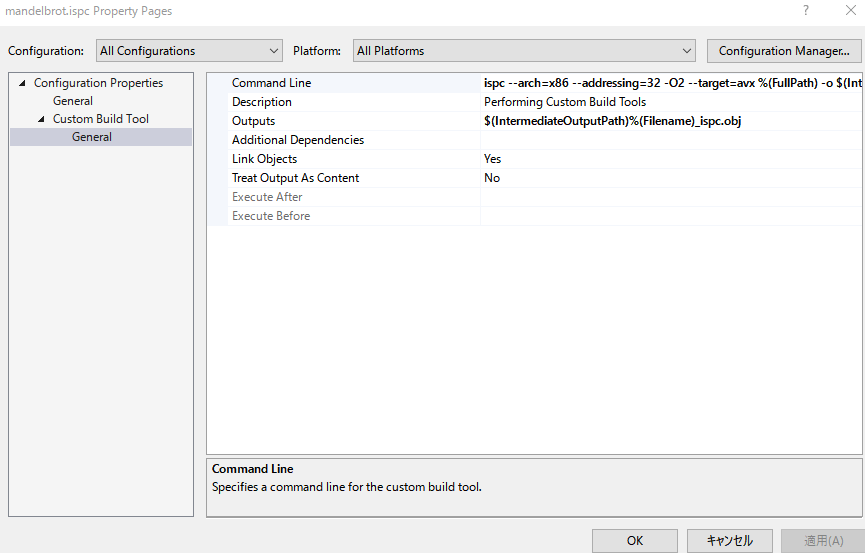 mandelbrot.ispc Property Pages
Configuration: All Configurations Platform: All Platforms Configuration Manager...
Configuration Properties
General
Custom Build Tool
General
Command Line ispc --arch=x86 --addressing=32 -O2 --target=avx %(FullPath) -o $(Int
Description Performing Custom Build Tools
Outputs $(IntermediateOutputPath)%(Filename)_ispc.obj
Additional Dependencies
Link Objects Yes
Treat Output As Content No
Execute After
Execute Before
Command Line
Specifies a command line for the custom build tool.
OK キャンセル 適用(A)